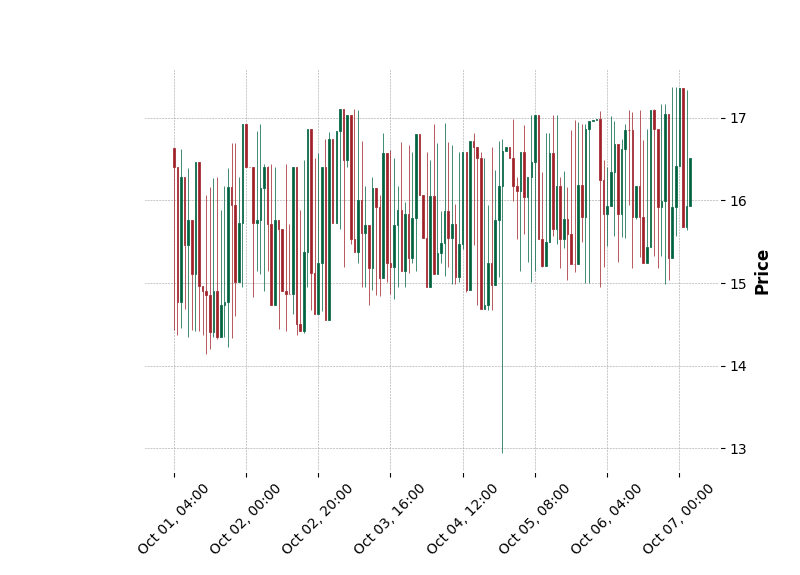 17
16
15
14
13
Price
Oct 01, 04:00
Oct 02, 00:00
Oct 02, 20:00
Oct 03, 16:00
Oct 04, 12:00
Oct 05, 08:00
Oct 06, 04:00
Oct 07, 00:00